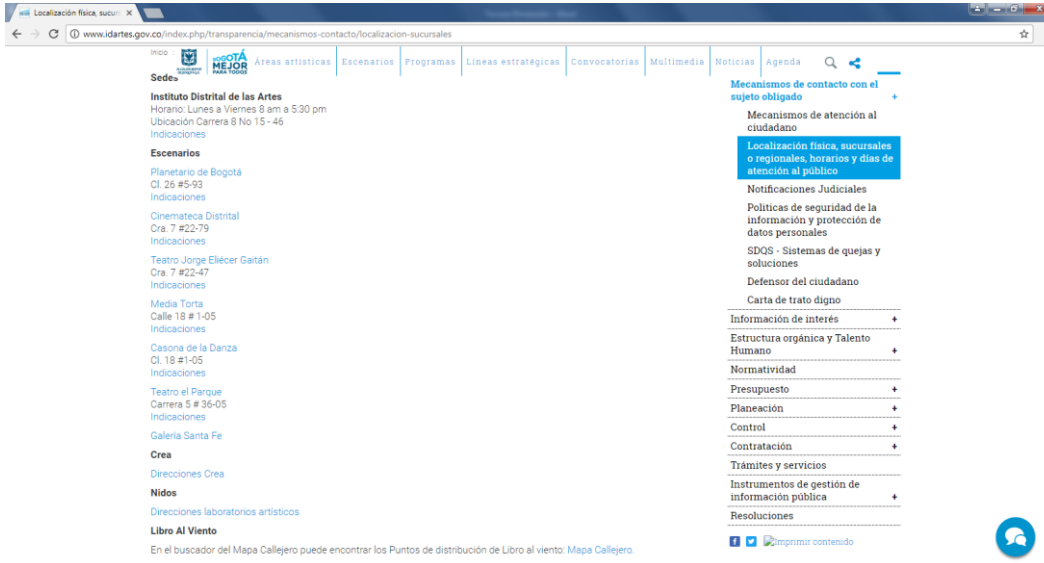 Localización física, sucurs
www.idartes.gov.co/index.php/transparencia/mecanismos-contacto/localizacion-sucursales
Inicio
BOGOTÁ
MEJOR
PARA TODOS
Áreas artísticas
Escenarios
Programas
Líneas estratégicas
Convocatorias
Multimedia
Noticias
Agenda
Sedes
Instituto Distrital de las Artes
Horario: Lunes a Viernes 8 am a 5:30 pm
Ubicación Carrera 8 No 15 - 46
Indicaciones
Escenarios
Planetario de Bogotá
Cl. 26 #5-93
Indicaciones
Cinemateca Distrital
Cra. 7 #22-79
Indicaciones
Teatro Jorge Eliécer Gaitán
Cra. 7 #22-47
Indicaciones
Media Torta
Calle 18 # 1-05
Indicaciones
Casona de la Danza
Cl. 18 #1-05
Indicaciones
Teatro el Parque
Carrera 5 # 36-05
Indicaciones
Galería Santa Fe
Crea
Direcciones Crea
Nidos
Direcciones laboratorios artísticos
Libro Al Viento
En el buscador del Mapa Callejero puede encontrar los Puntos de distribución de Libro al viento: Mapa Callejero.
Mecanismos de contacto con el
sujeto obligado +
Mecanismos de atención al
ciudadano
Localización física, sucursales
o regionales, horarios y días de
atención al público
Notificaciones Judiciales
Políticas de seguridad de la
información y protección de
datos personales
SDQS - Sistemas de quejas y
soluciones
Defensor del ciudadano
Carta de trato digno
Información de interés +
Estructura orgánica y Talento
Humano +
Normatividad
Presupuesto +
Planeación +
Control +
Contratación +
Trámites y servicios
Instrumentos de gestión de
información pública +
Resoluciones
Imprimir contenido